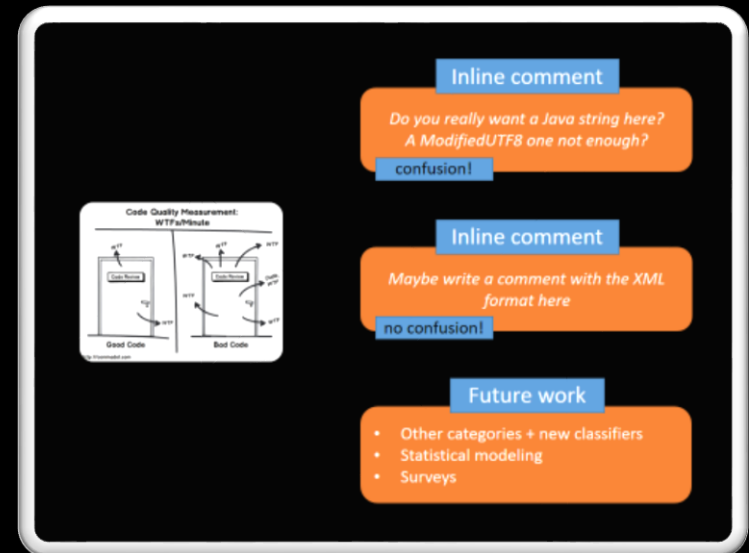 Code Quality Measurement:
WTFs/Minute
WTF
Code Review
WTF
Good Code
WTF
WTF
WTF
Code Review
WTF
WTF
Bad Code
Inline comment
Do you really want a Java string here?
A ModifiedUTF8 one not enough?
confusion!
Inline comment
Maybe write a comment with the XML
format here
no confusion!
Future work
• Other categories + new classifiers
• Statistical modeling
• Surveys